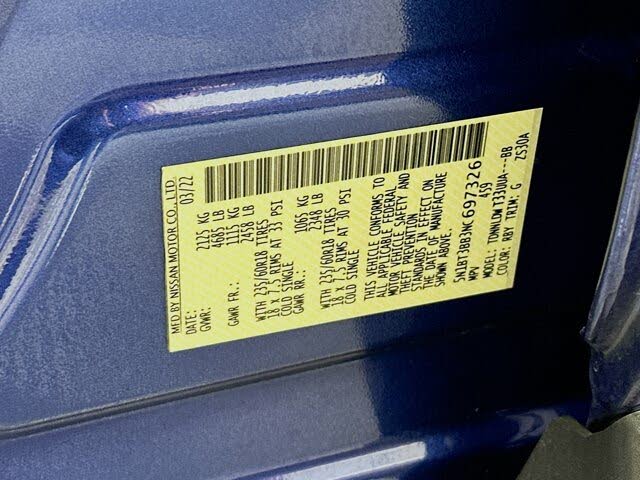 MFD BY NISSAN MOTOR CO., LTD.
DATE: 03/22
GVWR: 2125 KG
4685 LB
GAWR FR.: 1115 KG
2458 LB
WITH 235/60R18 TIRES
18 x 7.5 RIMS AT 33 PSI
COLD SINGLE
GAWR RR.: 1065 KG
2348 LB
WITH 235/60R18 TIRES
18 x 7.5 RIMS AT 30 PSI
COLD SINGLE
THIS VEHICLE CONFORMS TO
ALL APPLICABLE FEDERAL
MOTOR VEHICLE SAFETY AND
THEFT PREVENTION
STANDARDS IN EFFECT ON
THE DATE OF MANUFACTURE
SHOWN ABOVE.
5N1BT3BB3NC697326
MPV 459
MODEL: TDWNLDWT33UUA---BB
COLOR: RBY TRIM: G ZS30A